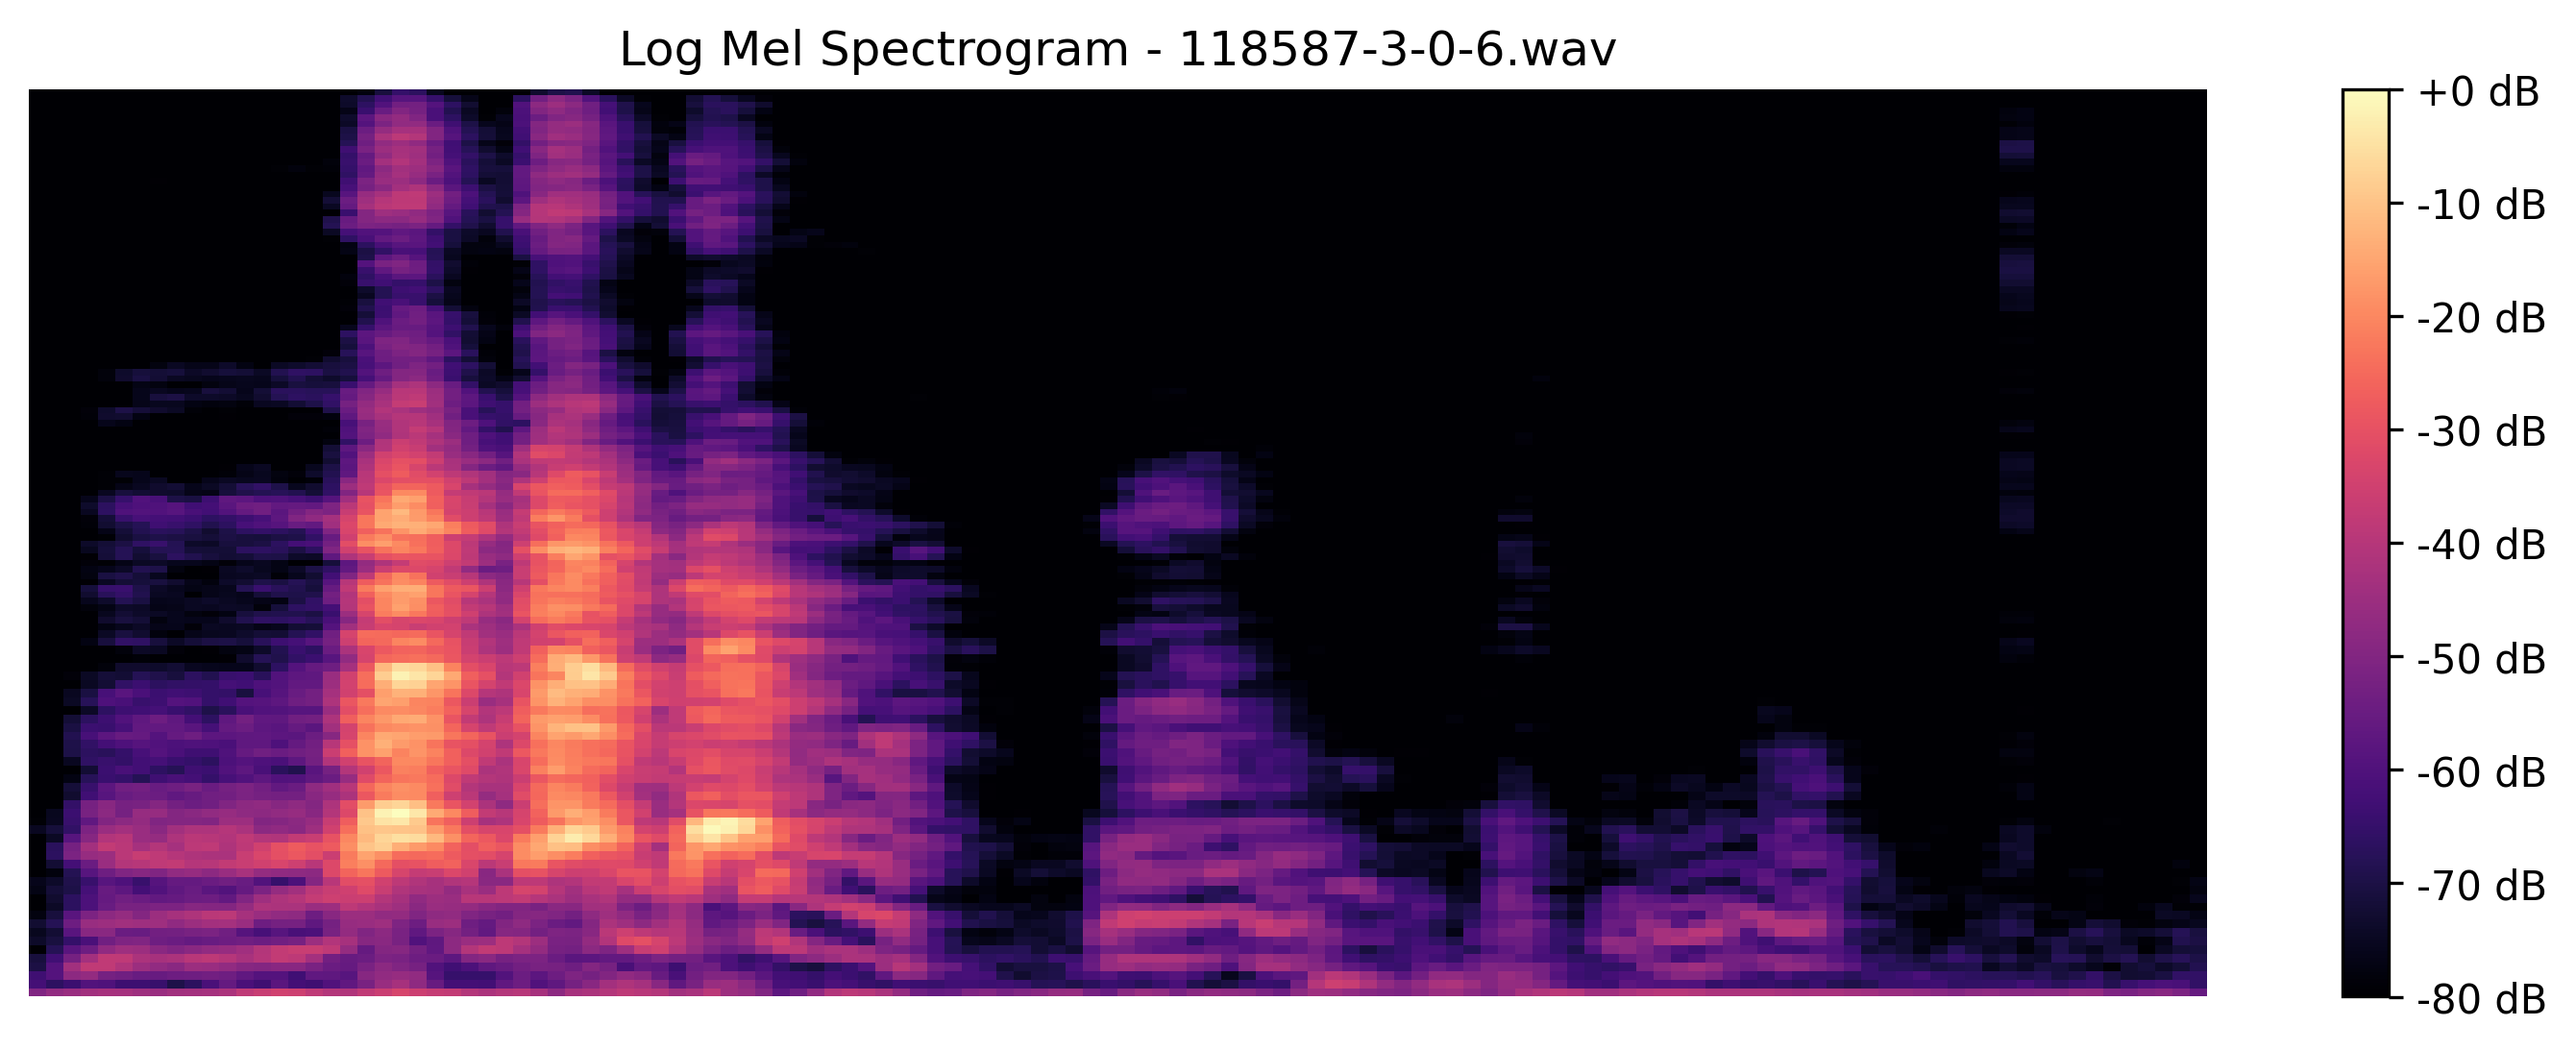 Log Mel Spectrogram - 118587-3-0-6.wav
+0 dB
-10 dB
-20 dB
-30 dB
-40 dB
-50 dB
-60 dB
-70 dB
-80 dB